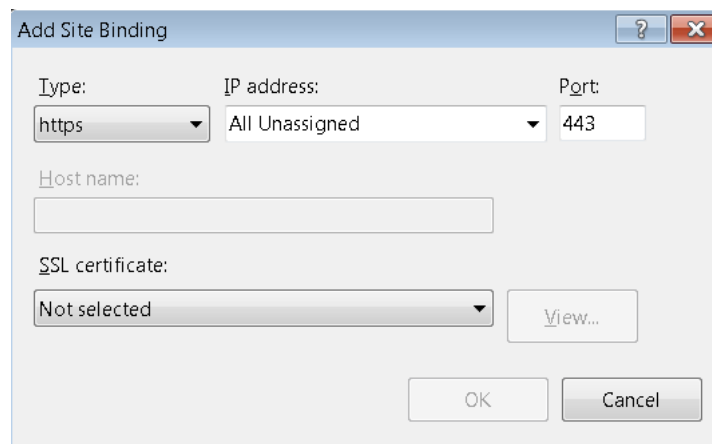 Add Site Binding
?
Type: IP address: Port:
https All Unassigned 443
Host name:
SSL certificate:
Not selected View...
OK Cancel